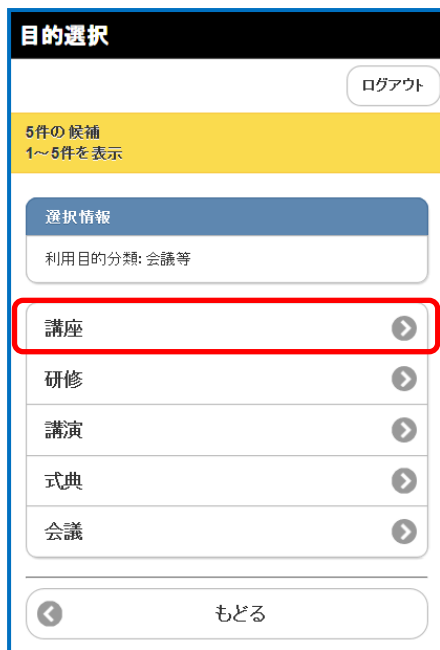 目的選択
ログアウト
5件の候補
1～5件を表示
選択情報
利用目的分類: 会議等
講座
研修
講演
式典
会議
もどる